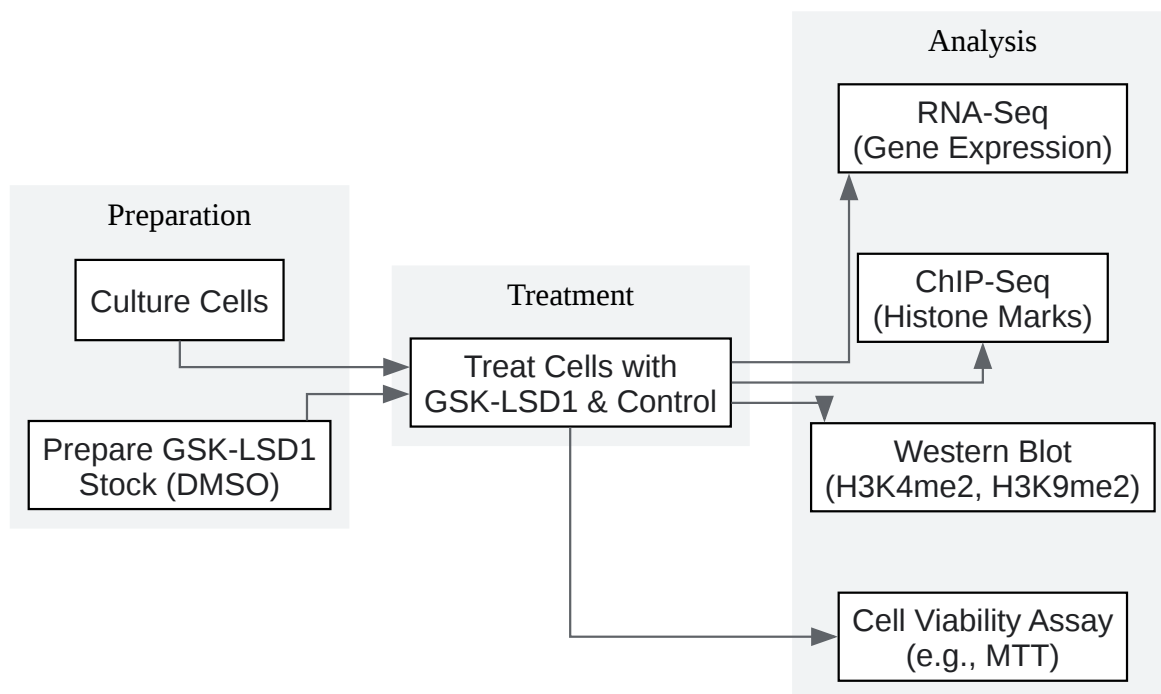 Preparation
Culture Cells
Prepare GSK-LSD1
Stock (DMSO)
Treatment
Treat Cells with
GSK-LSD1 & Control
Analysis
RNA-Seq
(Gene Expression)
ChIP-Seq
(Histone Marks)
Western Blot
(H3K4me2, H3K9me2)
Cell Viability Assay
(e.g., MTT)